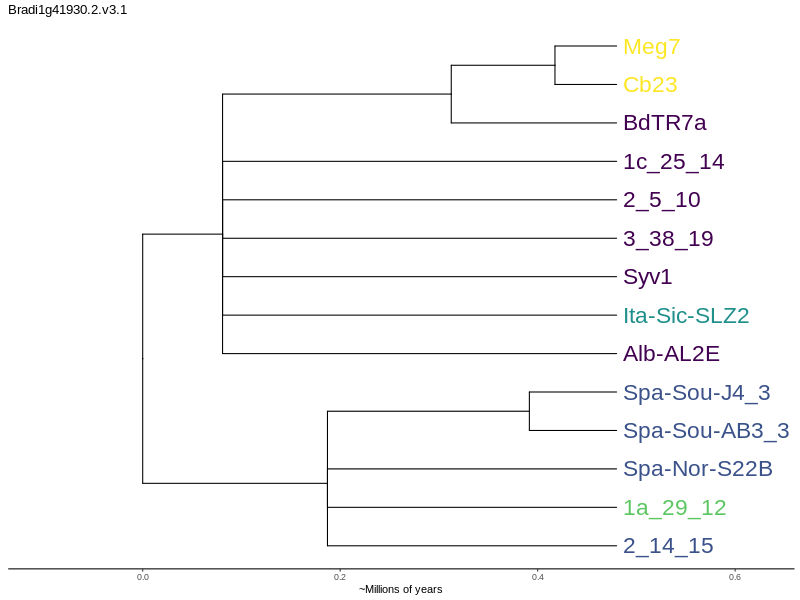 Bradi1g41930.2.v3.1
Meg7
Cb23
BdTR7a
1c_25_14
2_5_10
3_38_19
Syv1
Ita-Sic-SLZ2
Alb-AL2E
Spa-Sou-J4_3
Spa-Sou-AB3_3
Spa-Nor-S22B
1a_29_12
2_14_15
0.0 0.2 0.4 0.6
~Millions of years